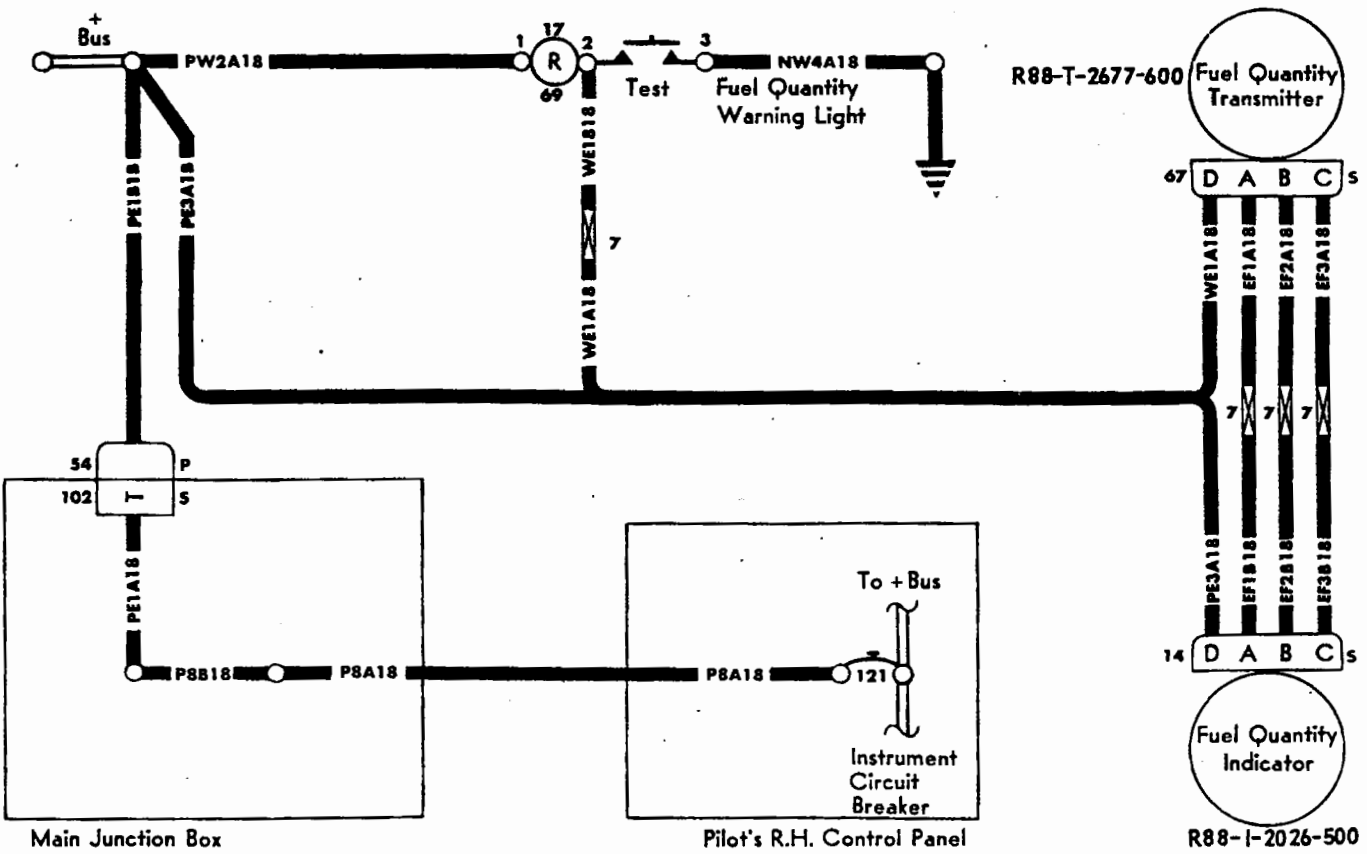 +
Bus
PW2A18
1
17
R
69
2
Test
3
NW4A18
Fuel Quantity
Warning Light
R88-T-2677-600
Fuel Quantity
Transmitter
67
D A B C
S
PE1B1B
PE3A1B
WE1B18
7
WE1A18
WE1A18
EF1A18
EF2A18
EF3A18
7
7
7
PE3A18
EF1B18
EF2B18
EF3B18
54
P
102
T
S
PE1A18
P8B18
P8A18
P8A18
121
To + Bus
Instrument
Circuit
Breaker
14
D A B C
S
Fuel Quantity
Indicator
Main Junction Box
Pilot's R.H. Control Panel
R88-I-2026-500